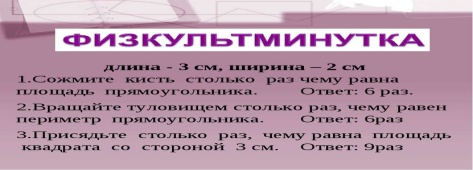 ФИЗКУЛЬТМИНУТКА
длина - 3 см, ширина – 2 см
1.Сожмите кисть столько раз чему равна
площадь прямоугольника. Ответ: 6 раз.
2.Вращайте туловищем столько раз, чему равен
периметр прямоугольника. Ответ: 6раз
3.Присядьте столько раз, чему равна площадь
квадрата со стороной 3 см. Ответ: 9раз